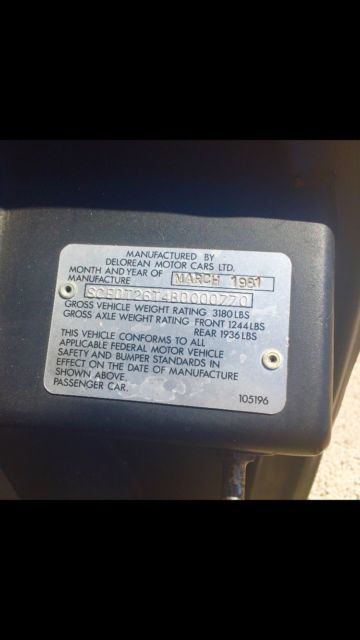 MANUFACTURED BY
DELOREAN MOTOR CARS LTD.
MONTH AND YEAR OF
MANUFACTURE MARCH 1981
GROSS VEHICLE WEIGHT RATING 3180 LBS
GROSS AXLE WEIGHT RATING FRONT 1244 LBS
REAR 1936 LBS
THIS VEHICLE CONFORMS TO ALL
APPLICABLE FEDERAL MOTOR VEHICLE
SAFETY AND BUMPER STANDARDS IN
EFFECT ON THE DATE OF MANUFACTURE
SHOWN ABOVE
PASSENGER CAR.
105196